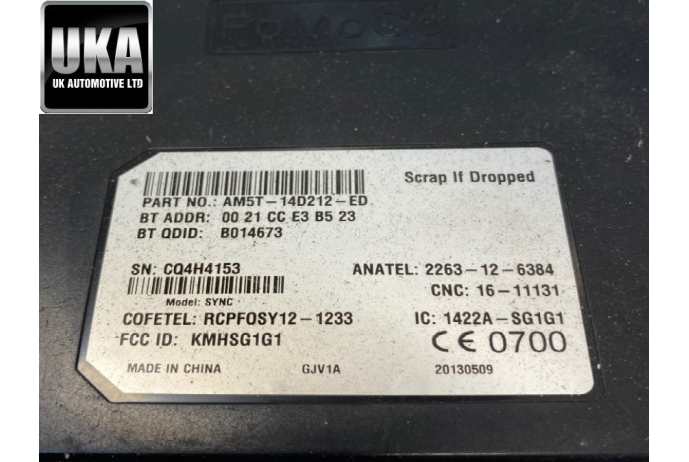 UKA
UK AUTOMOTIVE LTD
FoMoCo
Scrap If Dropped
PART NO.: AM5T-14D212-ED
BT ADDR: 00 21 CC E3 B5 23
BT QDID: B014673
SN: CQ4H4153
ANATEL: 2263-12-6384
CNC: 16-11131
Model: SYNC
COFETEL: RCPFOSY12-1233
IC: 1422A-SG1G1
FCC ID: KMHSG1G1
CE 0700
MADE IN CHINA GJV1A 20130509